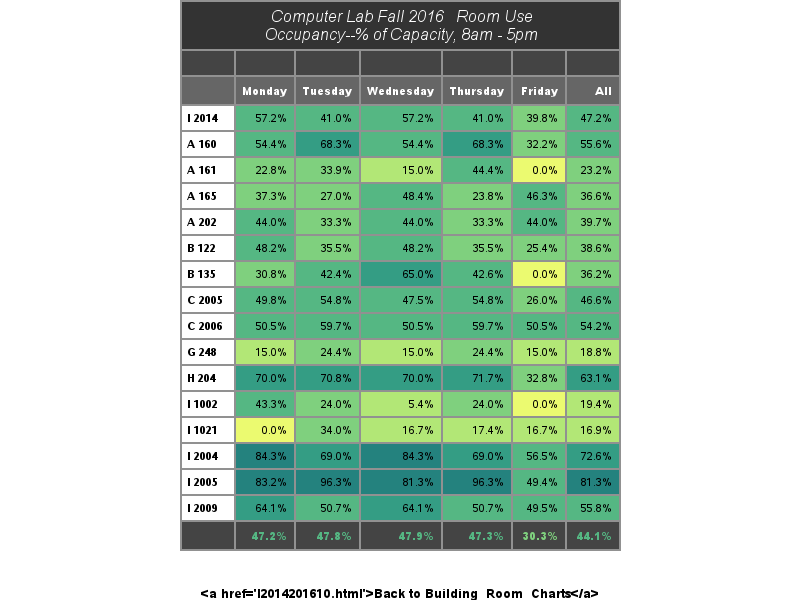 Computer Lab Fall 2016 Room Use
Occupancy--% of Capacity, 8am - 5pm
Monday Tuesday Wednesday Thursday Friday All
I 2014 57.2% 41.0% 57.2% 41.0% 39.8% 47.2%
A 160 54.4% 68.3% 54.4% 68.3% 32.2% 55.6%
A 161 22.8% 33.9% 15.0% 44.4% 0.0% 23.2%
A 165 37.3% 27.0% 48.4% 23.8% 46.3% 36.6%
A 202 44.0% 33.3% 44.0% 33.3% 44.0% 39.7%
B 122 48.2% 35.5% 48.2% 35.5% 25.4% 38.6%
B 135 30.8% 42.4% 65.0% 42.6% 0.0% 36.2%
C 2005 49.8% 54.8% 47.5% 54.8% 26.0% 46.6%
C 2006 50.5% 59.7% 50.5% 59.7% 50.5% 54.2%
G 248 15.0% 24.4% 15.0% 24.4% 15.0% 18.8%
H 204 70.0% 70.8% 70.0% 71.7% 32.8% 63.1%
I 1002 43.3% 24.0% 5.4% 24.0% 0.0% 19.4%
I 1021 0.0% 34.0% 16.7% 17.4% 16.7% 16.9%
I 2004 84.3% 69.0% 84.3% 69.0% 56.5% 72.6%
I 2005 83.2% 96.3% 81.3% 96.3% 49.4% 81.3%
I 2009 64.1% 50.7% 64.1% 50.7% 49.5% 55.8%
47.2% 47.8% 47.9% 47.3% 30.3% 44.1%
<a href='I2014201610.html'>Back to Building Room Charts</a>